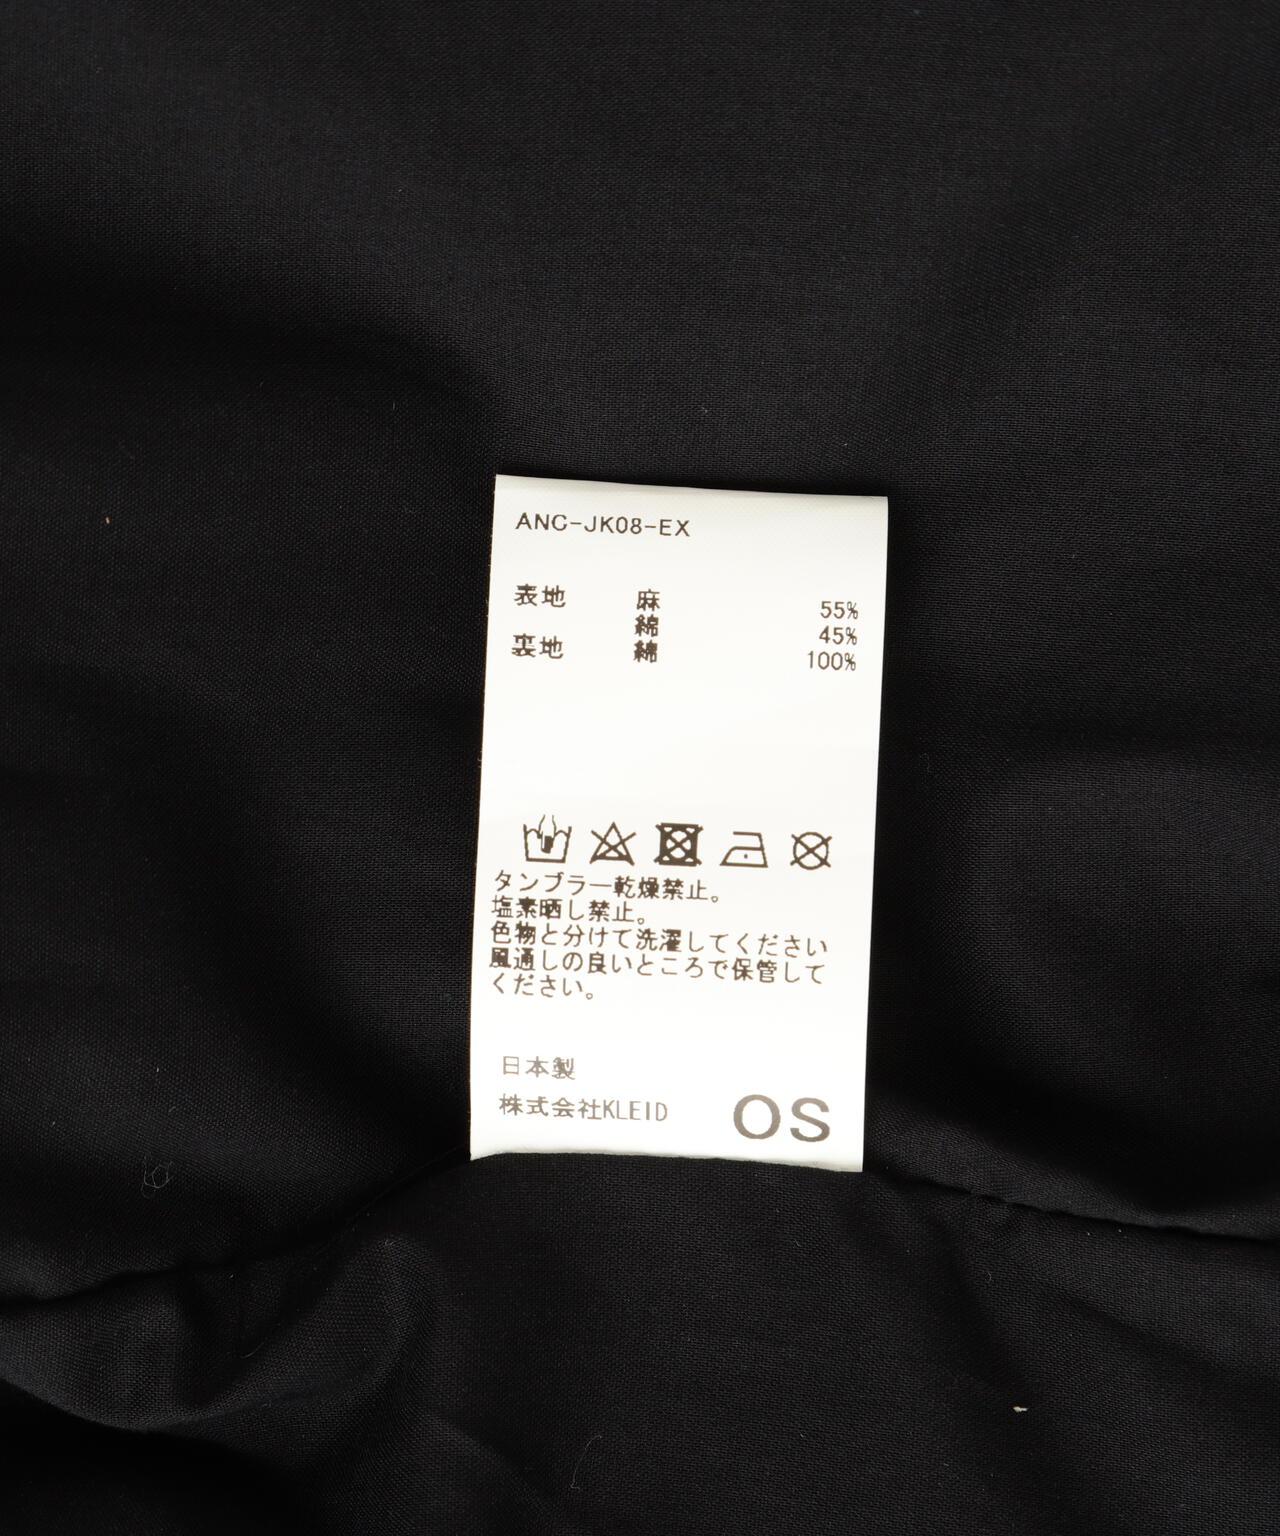 ANC-JK08-EX
表地 麻 55%
綿 45%
裏地 綿 100%
タンブラー乾燥禁止。
塩素晒し禁止。
色物と分けて洗濯してください
風通しの良いところで保管して
ください。
日本製
株式会社KLEID OS